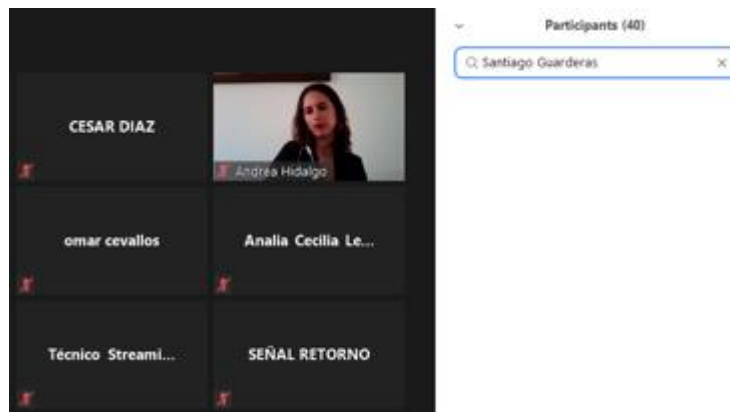 Participants (40)
Santiago Guarderas
CESAR DIAZ
Andrea Hidalgo
omar cevallos
Analia Cecilia Le...
Técnico Streami...
SEÑAL RETORNO